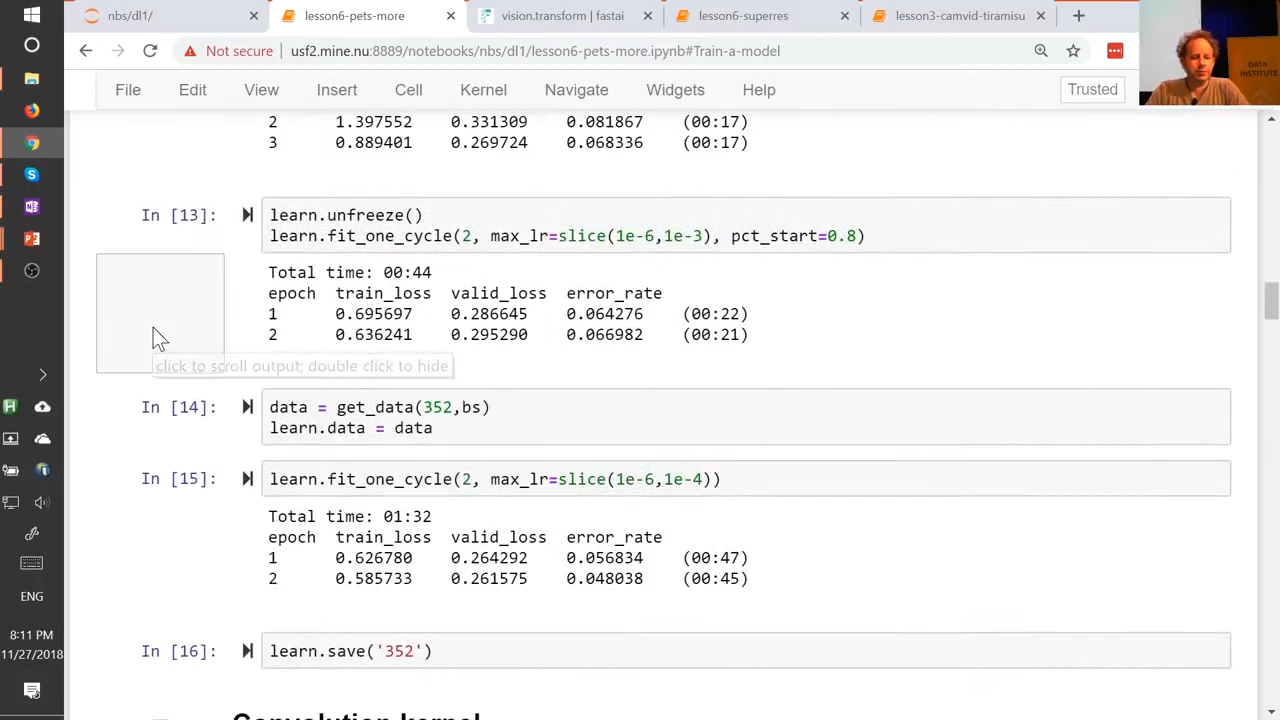 nbs/dl1/
lesson6-pets-more
vision.transform | fastai
lesson6-superres
lesson3-camvid-tiramisu
Not secure
usf2.mine.nu:8889/notebooks/nbs/dl1/lesson6-pets-more.ipynb#Train-a-model
DATA
INSTITUTE
File Edit View Insert Cell Kernel Navigate Widgets Help
Trusted
2 1.397552 0.331309 0.081867 (00:17)
3 0.889401 0.269724 0.068336 (00:17)
In [13]:
learn.unfreeze()
learn.fit_one_cycle(2, max_lr=slice(1e-6,1e-3), pct_start=0.8)
Total time: 00:44
epoch train_loss valid_loss error_rate
1 0.695697 0.286645 0.064276 (00:22)
2 0.636241 0.295290 0.066982 (00:21)
click to scroll output; double click to hide
In [14]:
data = get_data(352,bs)
learn.data = data
In [15]:
learn.fit_one_cycle(2, max_lr=slice(1e-6,1e-4))
Total time: 01:32
epoch train_loss valid_loss error_rate
1 0.626780 0.264292 0.056834 (00:47)
2 0.585733 0.261575 0.048038 (00:45)
In [16]:
learn.save('352')
Convolution kernel
ENG
8:11 PM
11/27/2018